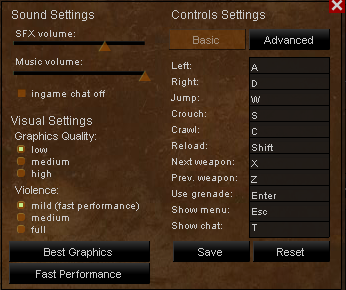 Sound Settings
SFX volume:
Music volume:
ingame chat off
Visual Settings
Graphics Quality:
low
medium
high
Violence:
mild (fast performance)
medium
full
Best Graphics
Fast Performance
Controls Settings
Basic
Advanced
Left: A
Right: D
Jump: W
Crouch: S
Crawl: C
Reload: Shift
Next weapon: X
Prev. weapon: Z
Use grenade: Enter
Show menu: Esc
Show chat: T
Save
Reset